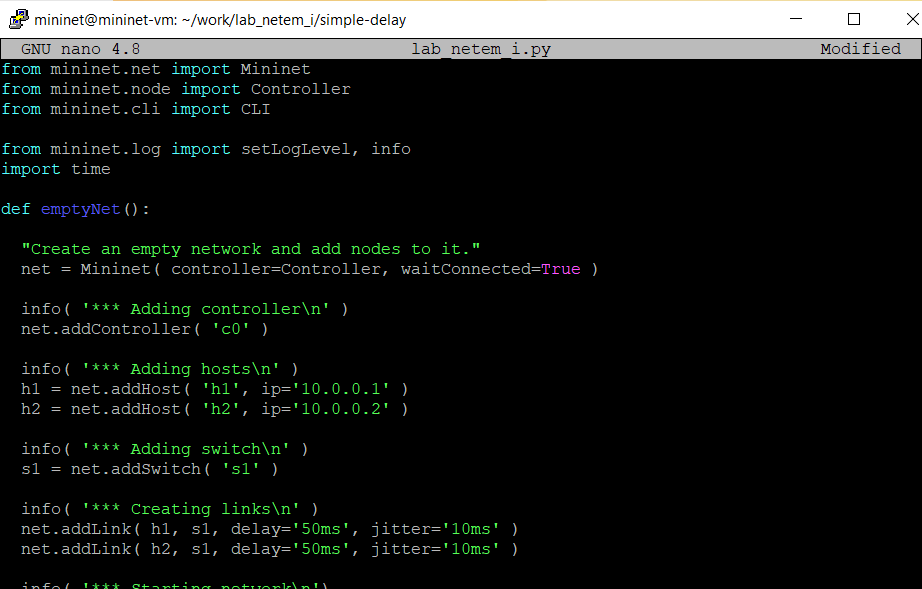 mininet@mininet-vm: ~/work/lab_netem_i/simple-delay
GNU nano 4.8 lab_netem_i.py Modified
from mininet.net import Mininet
from mininet.node import Controller
from mininet.cli import CLI
from mininet.log import setLogLevel, info
import time
def emptyNet():
"Create an empty network and add nodes to it."
net = Mininet( controller=Controller, waitConnected=True )
info( '*** Adding controller\n' )
net.addController( 'c0' )
info( '*** Adding hosts\n' )
h1 = net.addHost( 'h1', ip='10.0.0.1' )
h2 = net.addHost( 'h2', ip='10.0.0.2' )
info( '*** Adding switch\n' )
s1 = net.addSwitch( 's1' )
info( '*** Creating links\n' )
net.addLink( h1, s1, delay='50ms', jitter='10ms' )
net.addLink( h2, s1, delay='50ms', jitter='10ms' )
info( '*** Starting network\n')